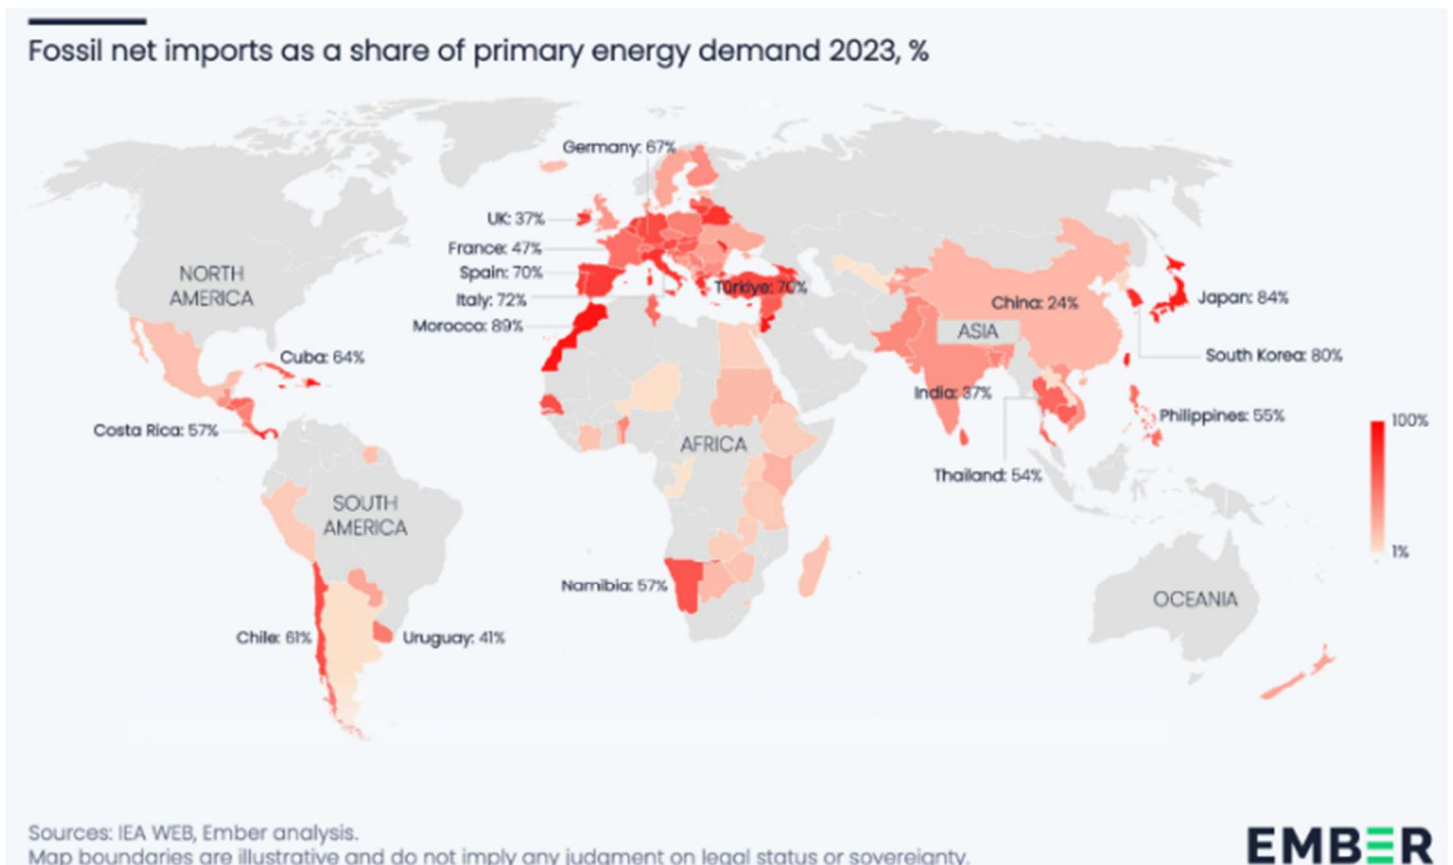 Fossil net imports as a share of primary energy demand 2023, %
Germany: 67%
UK: 37%
France: 47%
Spain: 70%
Italy: 72%
Morocco: 89%
Türkiye: 70%
NORTH
AMERICA
Cuba: 64%
Costa Rica: 57%
China: 24%
ASIA
Japan: 84%
South Korea: 80%
India: 37%
Philippines: 55%
Thailand: 54%
AFRICA
SOUTH
AMERICA
Namibia: 57%
Chile: 61%
Uruguay: 41%
OCEANIA
100%
1%
Sources: IEA WEB, Ember analysis.
Map boundaries are illustrative and do not imply any judgment on legal status or sovereignty.
EMBER